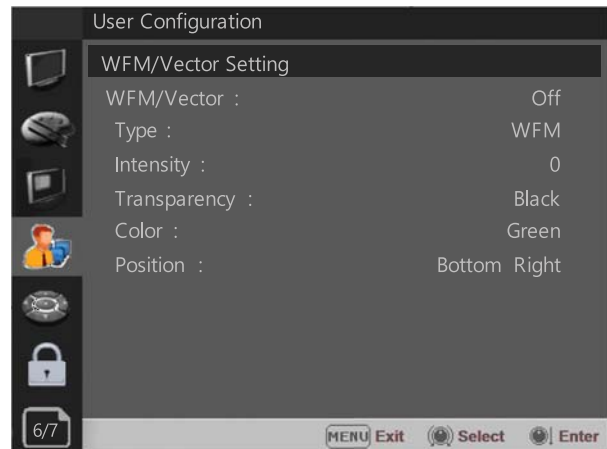 User Configuration
WFM/Vector Setting
WFM/Vector : Off
Type : WFM
Intensity : 0
Transparency : Black
Color : Green
Position : Bottom Right
6/7 MENU Exit Select Enter